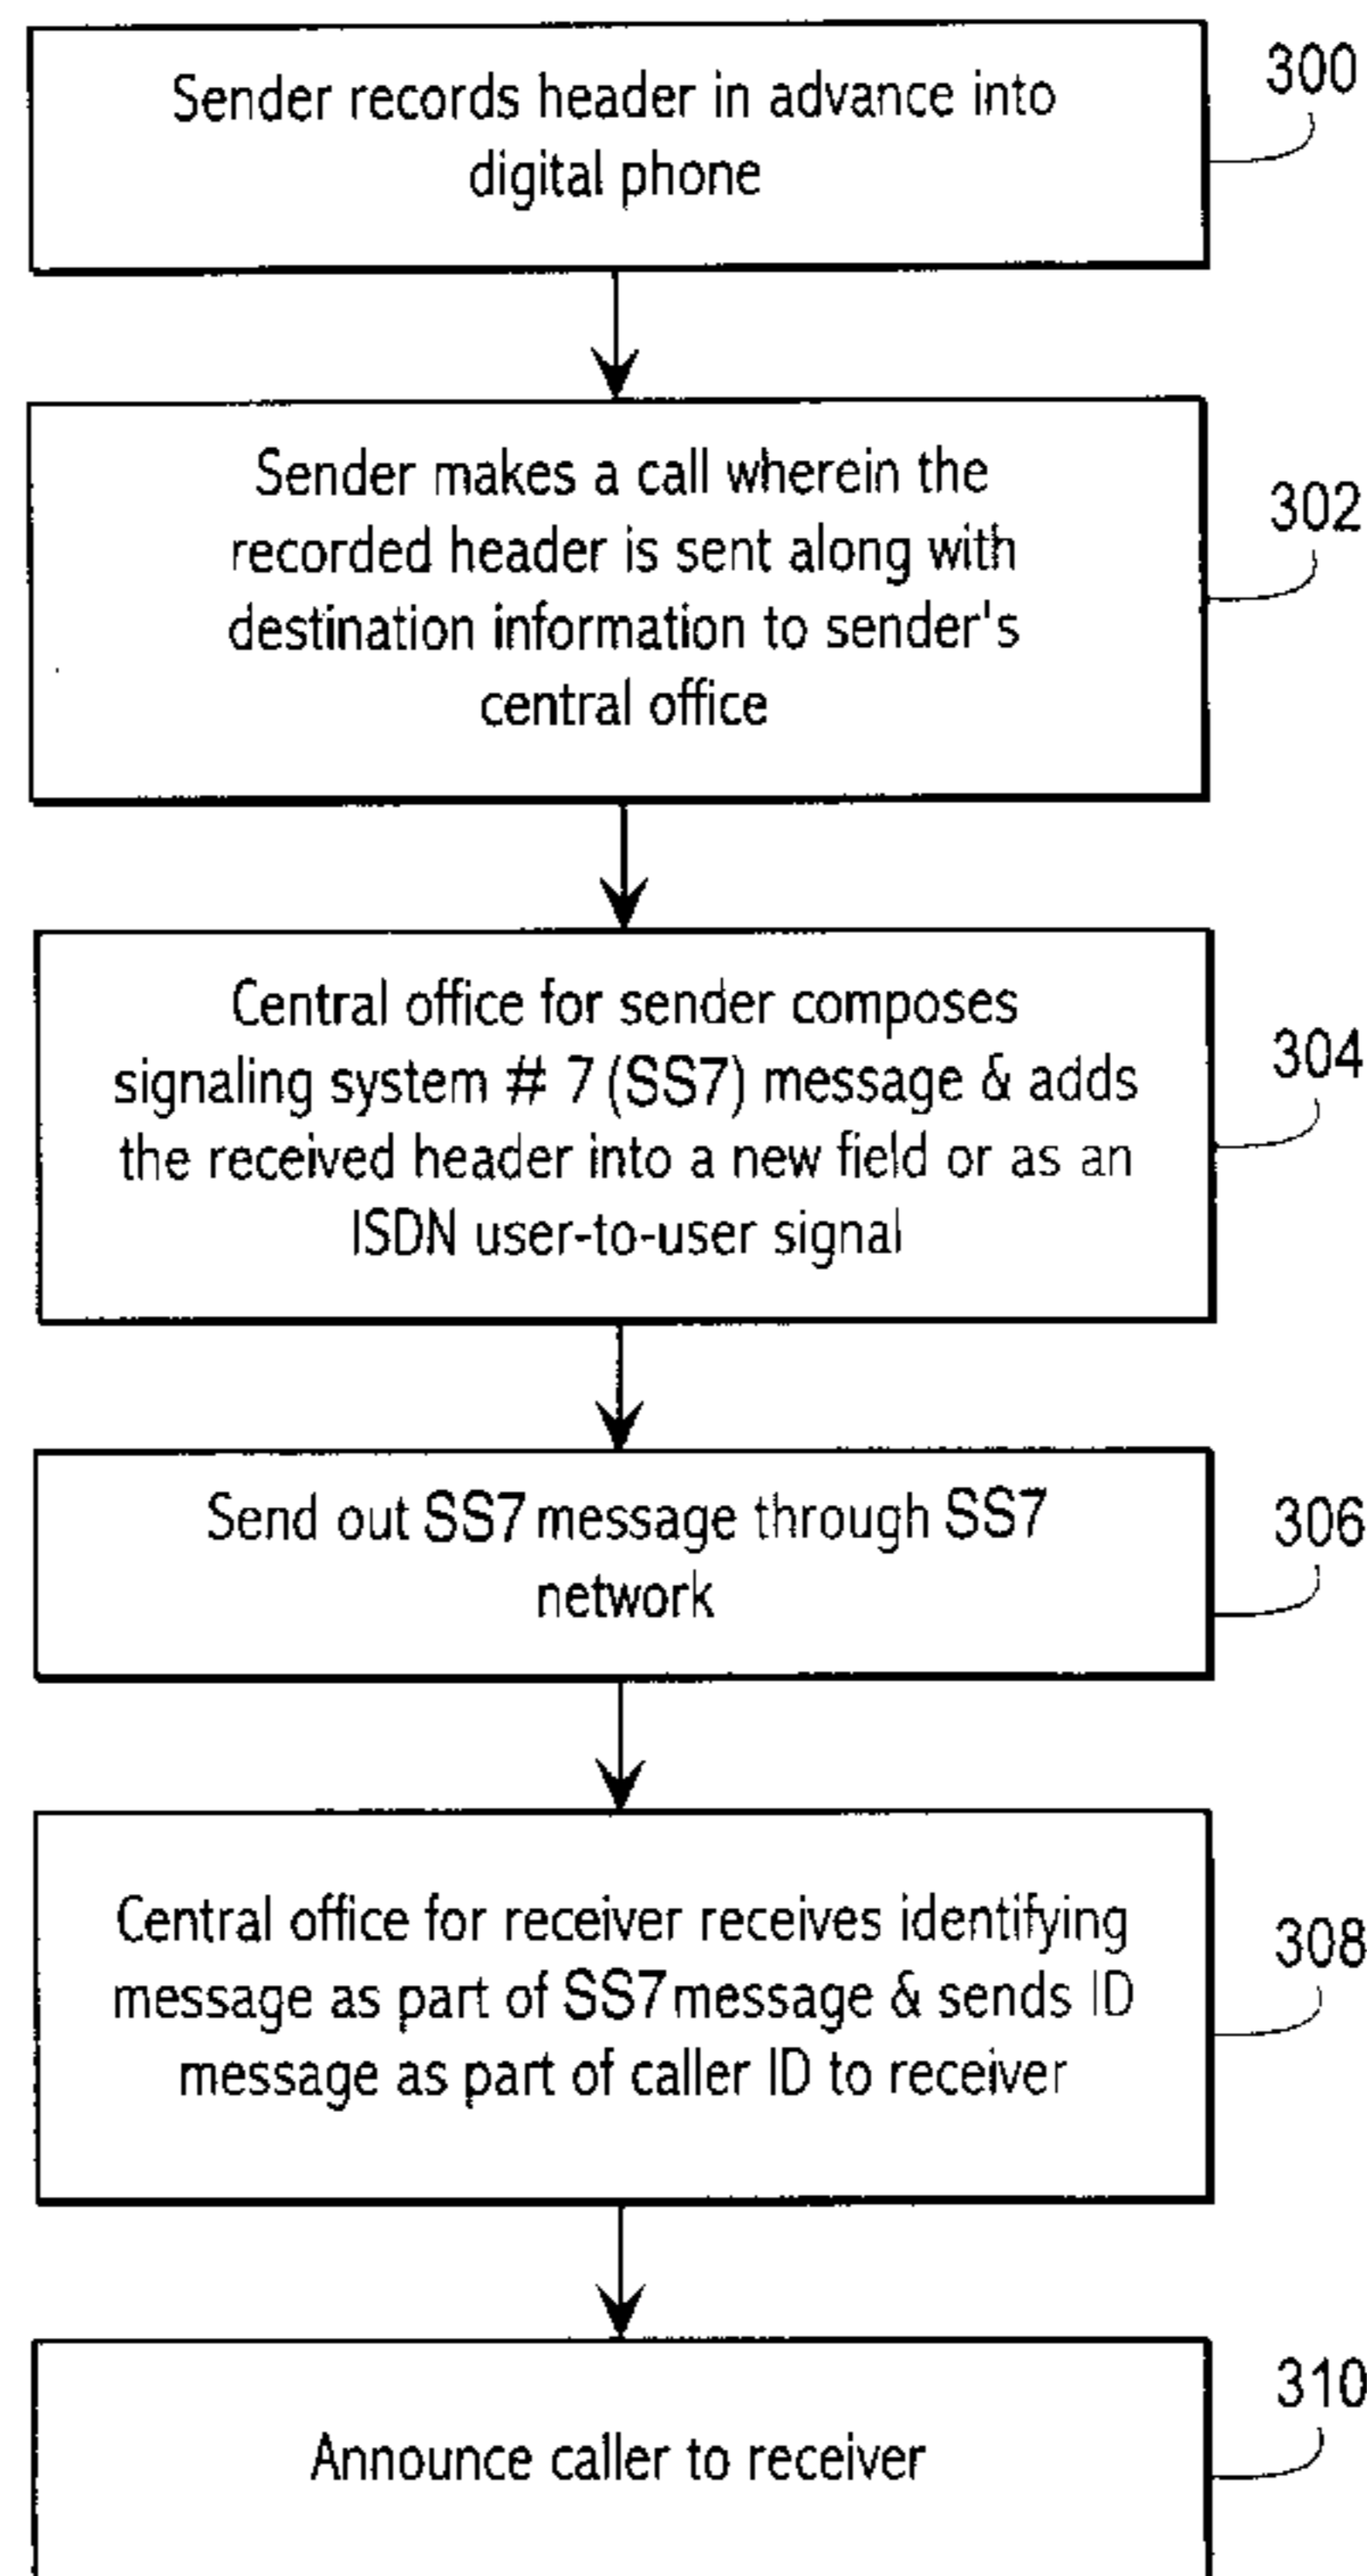 Sender records header in advance into
digital phone
300
Sender makes a call wherein the
recorded header is sent along with
destination information to sender's
central office
302
Central office for sender composes
signaling system # 7 (SS7) message & adds
the received header into a new field or as an
ISDN user-to-user signal
304
Send out SS7 message through SS7
network
306
Central office for receiver receives identifying
message as part of SS7 message & sends ID
message as part of caller ID to receiver
308
Announce caller to receiver
310